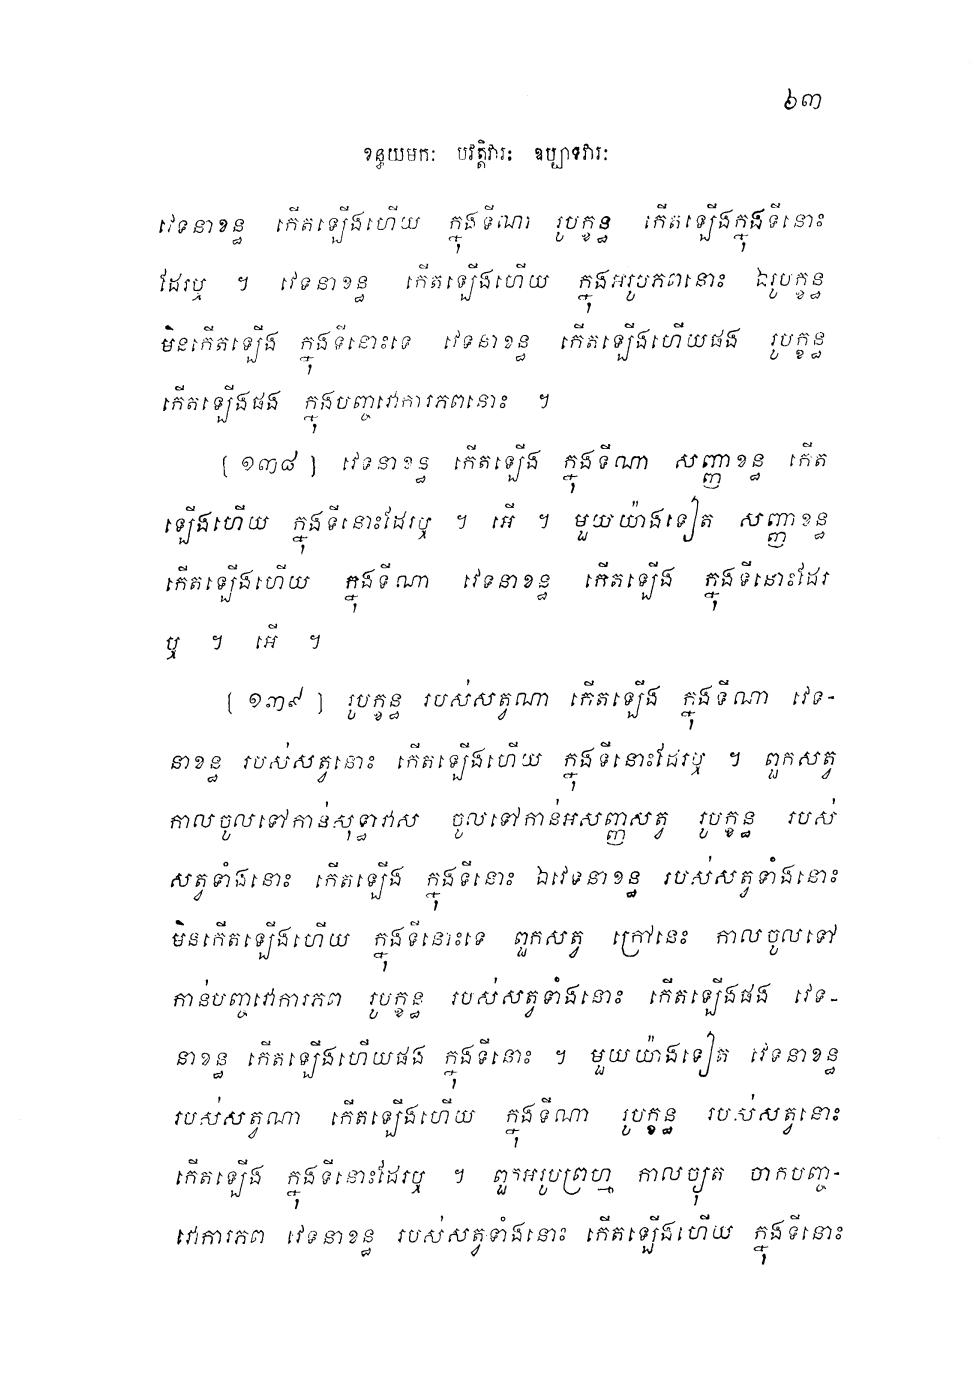 ៦៣
ខន្ធយមកៈ បវត្តិវារៈ ឧប្បាទវារៈ
វេទនាខន្ធ កើតឡើងហើយ ក្នុងទីណា រូបក្ខន្ធ កើតឡើងក្នុងទីនោះ
ដែរឬ ។ វេទនាខន្ធ កើតឡើងហើយ ក្នុងអរូបភពនោះ ឯរូបក្ខន្ធ
មិនកើតឡើង ក្នុងទីនោះទេ វេទនាខន្ធ កើតឡើងហើយផង រូបក្ខន្ធ
កើតឡើងផង ក្នុងបញ្ចវោការភពនោះ ។
[ ១៣៨ ] វេទនាខន្ធ កើតឡើង ក្នុងទីណា សញ្ញាខន្ធ កើត
ឡើងហើយ ក្នុងទីនោះដែរឬ ។ អើ ។ មួយយ៉ាងទៀត សញ្ញាខន្ធ
កើតឡើងហើយ ក្នុងទីណា វេទនាខន្ធ កើតឡើង ក្នុងទីនោះដែរ
ឬ ។ អើ ។
[ ១៣៩ ] រូបក្ខន្ធ របស់សត្វណា កើតឡើង ក្នុងទីណា វេទ-
នាខន្ធ របស់សត្វនោះ កើតឡើងហើយ ក្នុងទីនោះដែរឬ ។ ពួកសត្វ
កាលចូលទៅកាន់សុទ្ធាវាស ចូលទៅកាន់អសញ្ញសត្វ រូបក្ខន្ធ របស់
សត្វទាំងនោះ កើតឡើង ក្នុងទីនោះ ឯវេទនាខន្ធ របស់សត្វទាំងនោះ
មិនកើតឡើងហើយ ក្នុងទីនោះទេ ពួកសត្វ ក្រៅនេះ កាលចូលទៅ
កាន់បញ្ចវោការភព រូបក្ខន្ធ របស់សត្វទាំងនោះ កើតឡើងផង វេទ-
នាខន្ធ កើតឡើងហើយផង ក្នុងទីនោះ ។ មួយយ៉ាងទៀត វេទនាខន្ធ
របស់សត្វណា កើតឡើងហើយ ក្នុងទីណា រូបក្ខន្ធ របស់សត្វនោះ
កើតឡើង ក្នុងទីនោះដែរឬ ។ ពួកអរូបព្រហ្ម កាលច្យុត ចាកបញ្ច-
វោការភព វេទនាខន្ធ របស់សត្វទាំងនោះ កើតឡើងហើយ ក្នុងទីនោះ